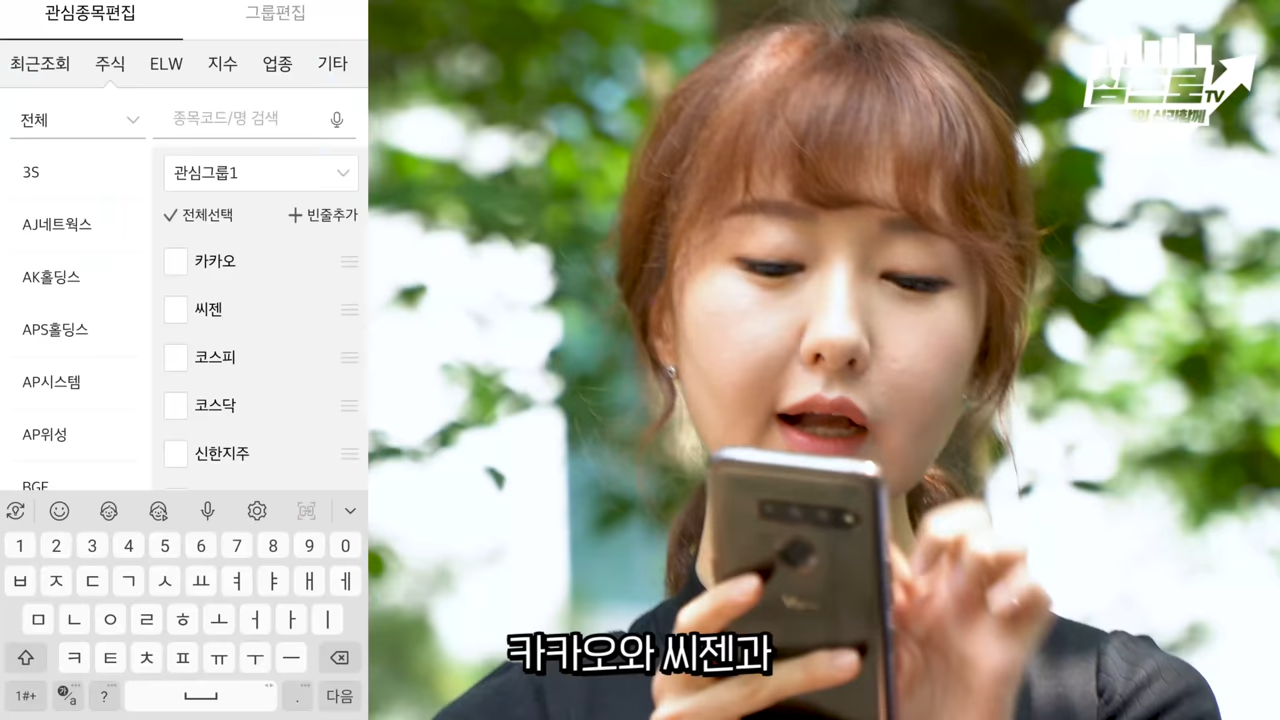 관심종목편집
그룹편집
최근조회 주식 ELW 지수 업종 기타
전체
종목코드/명 검색
3S
AJ네트웍스
AK홀딩스
APS홀딩스
AP시스템
AP위성
BGF
관심그룹1
전체선택
빈줄추가
카카오
씨젠
코스피
코스닥
신한지주
1 2 3 4 5 6 7 8 9 0
ㅂ ㅈ ㄷ ㄱ ㅅ ㅛ ㅕ ㅑ ㅐ ㅔ
ㅁ ㄴ ㅇ ㄹ ㅎ ㅗ ㅓ ㅏ ㅣ
ㅋ ㅌ ㅊ ㅍ ㅠ ㅜ ㅡ
1#+ 가/a ? . 다음
TV
카카오와 씨젠과